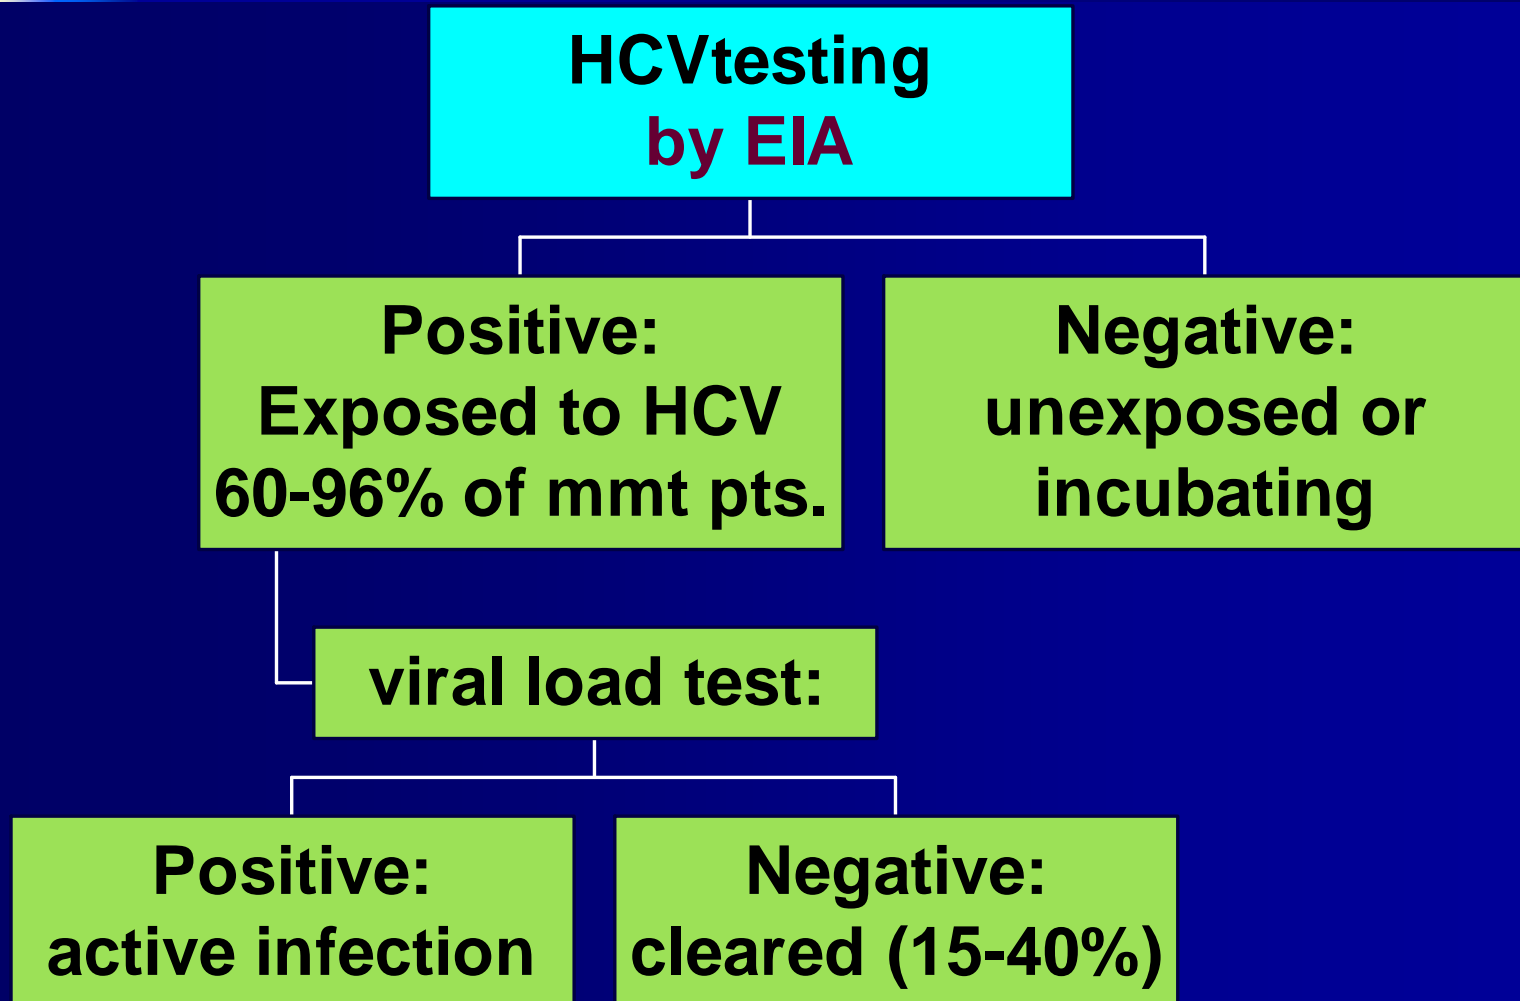 HCVtesting
by EIA
Positive:
Exposed to HCV
60-96% of mmt pts.
Negative:
unexposed or
incubating
viral load test:
Positive:
active infection
Negative:
cleared (15-40%)